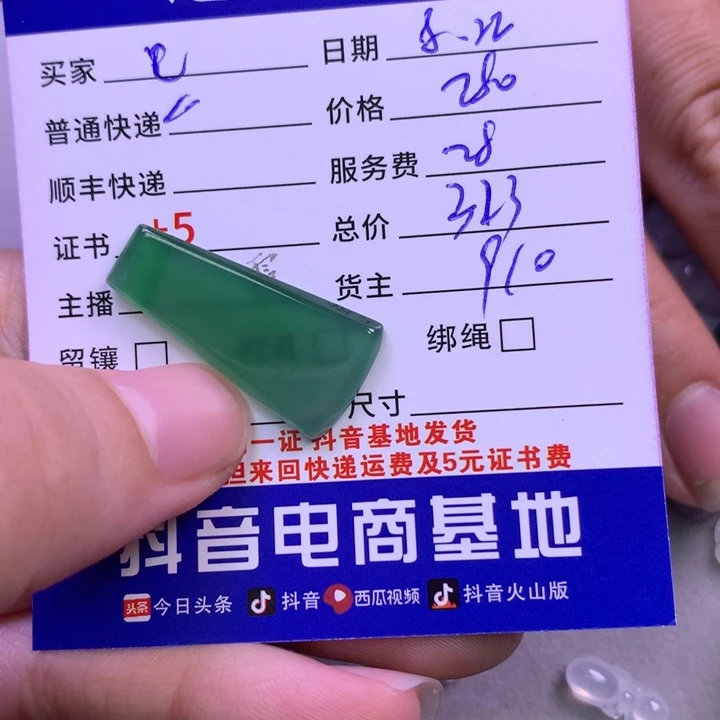 买家 日期 8.22
普通快递 价格 280
顺丰快递 服务费 28
证书 +5 总价 313
主播 货主 910
留镶 绑绳
尺寸
一证 抖音基地发货
来回快递运费及5元证书费
抖音电商基地
头条 今日头条 抖音 西瓜视频 抖音火山版